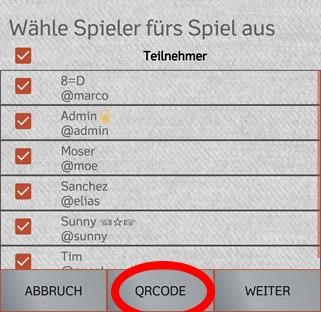 Wähle Spieler fürs Spiel aus
Teilnehmer
8=D
@marco
Admin
@admin
Moser
@moe
Sanchez
@elias
Sunny ☜☆☞
@sunny
Tim
ABBRUCH QRCODE WEITER